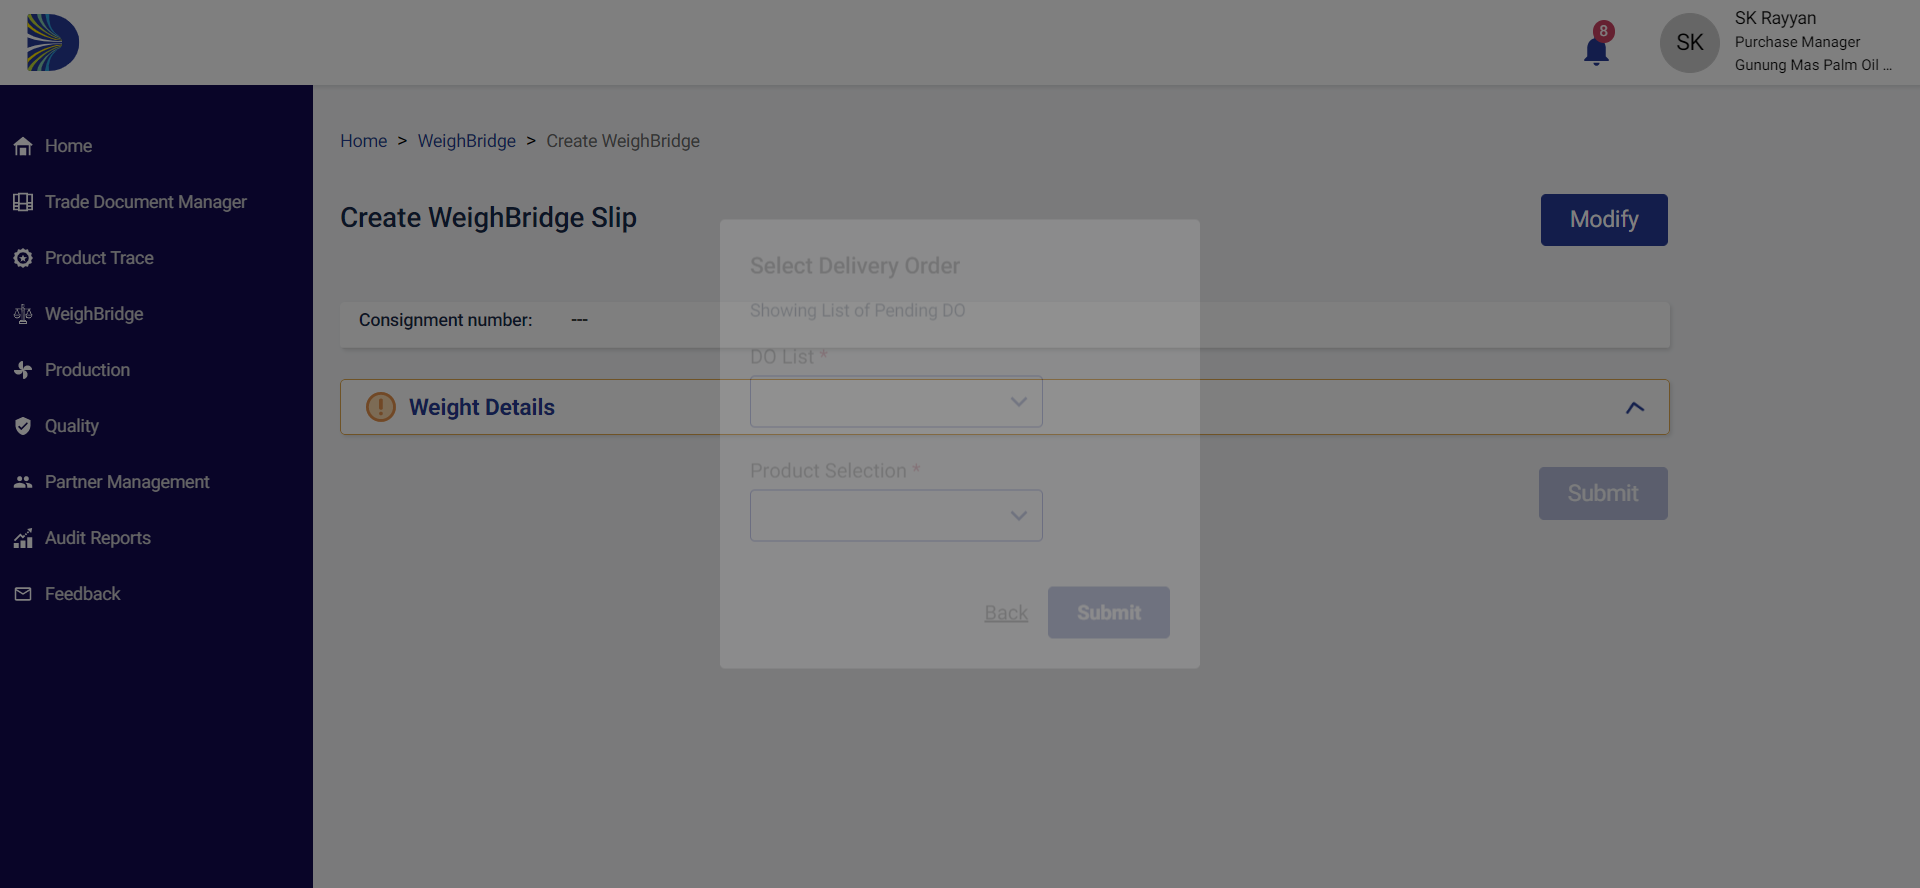 8
SK
SK Rayyan
Purchase Manager
Gunung Mas Palm Oil ...
Home
Trade Document Manager
Product Trace
WeighBridge
Production
Quality
Partner Management
Audit Reports
Feedback
Home > WeighBridge > Create WeighBridge
Create WeighBridge Slip
Modify
Consignment number: ---
Weight Details
Submit
Select Delivery Order
Showing List of Pending DO
DO List *
Product Selection *
Back
Submit